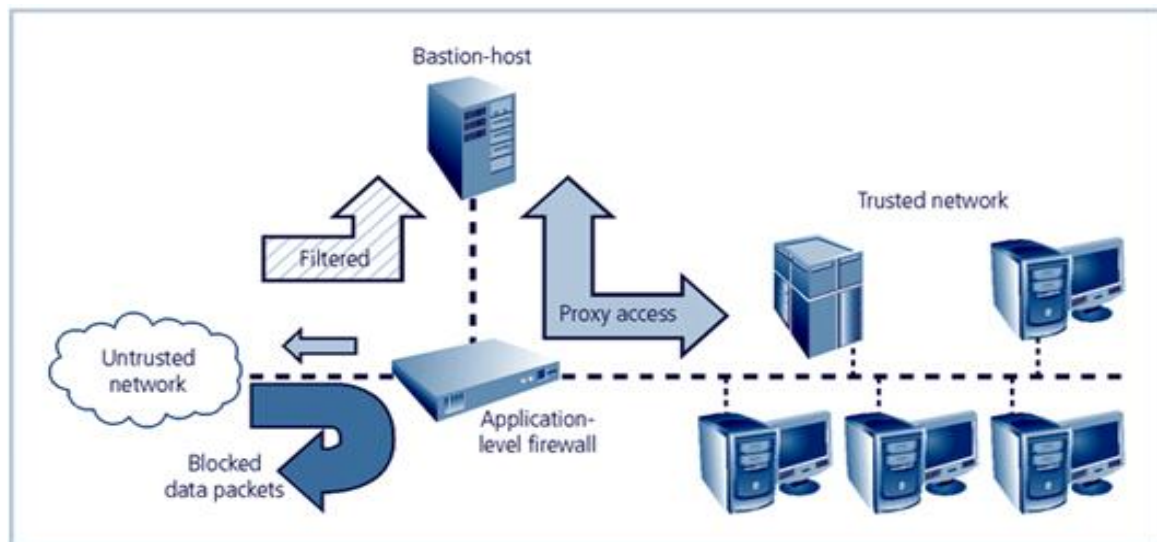 Bastion-host
Trusted network
Filtered
Proxy access
Untrusted
network
Application-
level firewall
Blocked
data packets